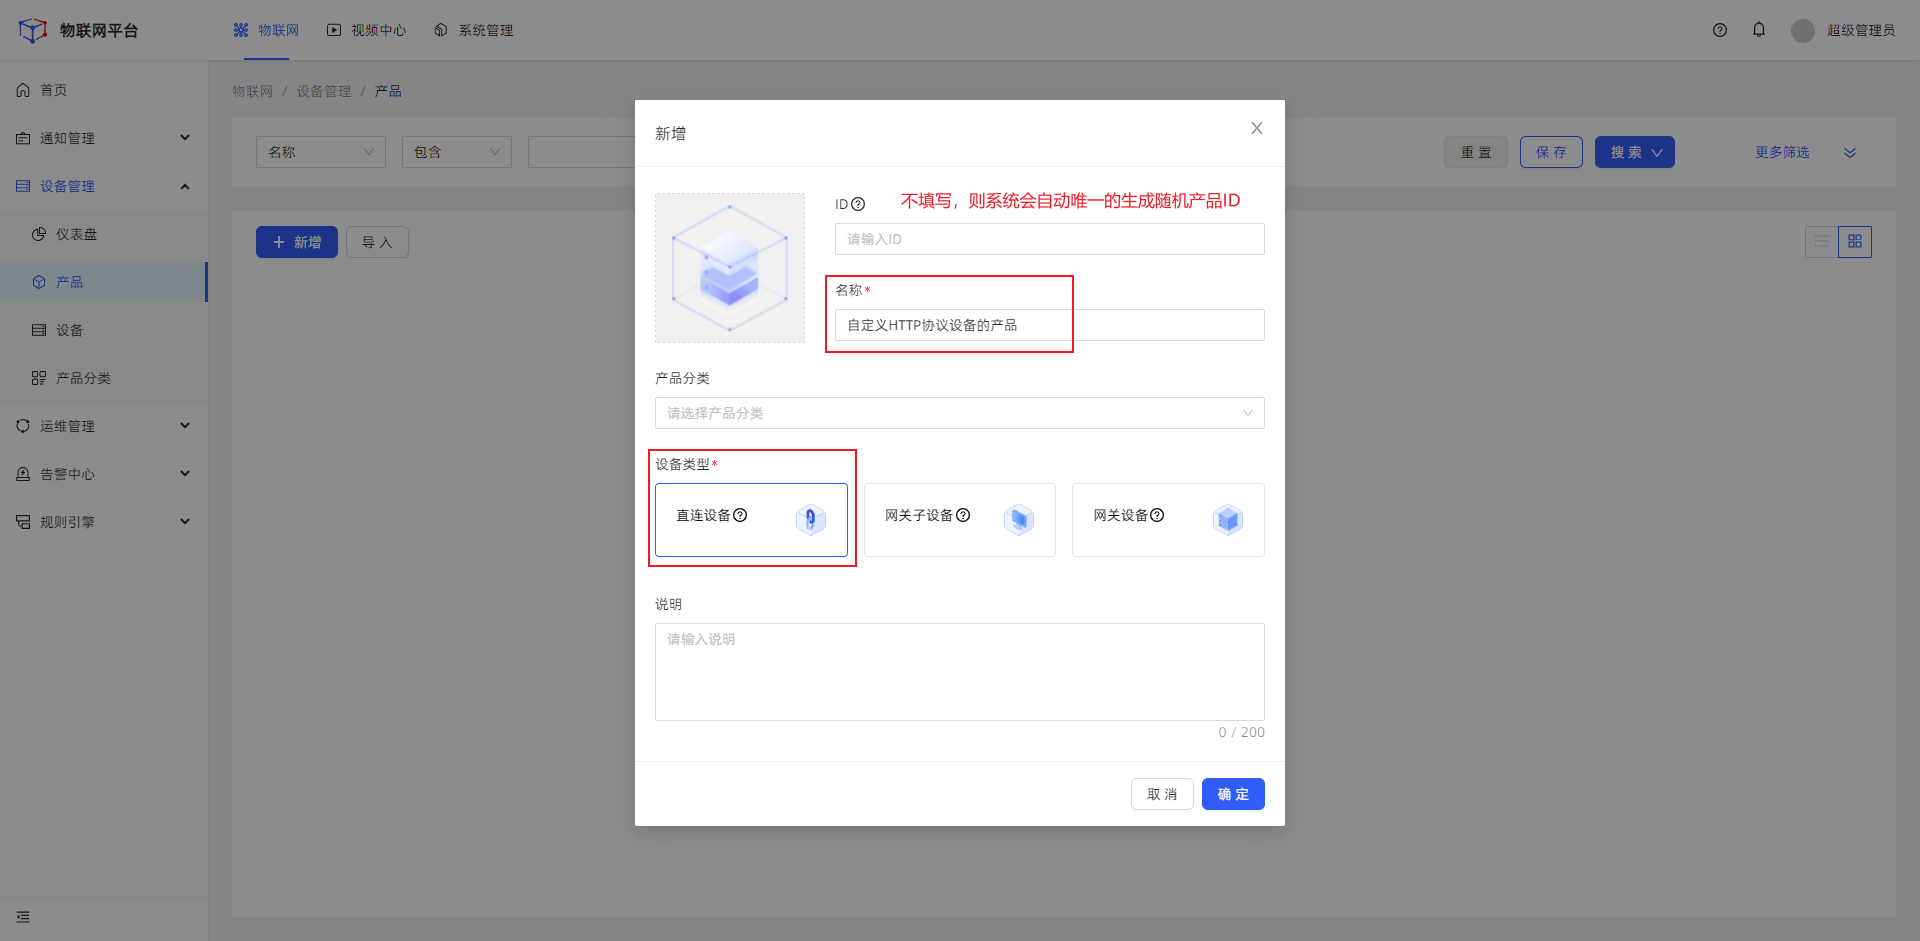 物联网平台
物联网 视频中心 系统管理
超级管理员
首页
通知管理
设备管理
仪表盘
产品
设备
产品分类
运维管理
告警中心
规则引擎
物联网 / 设备管理 / 产品
名称 包含
重 置 保 存 搜 索 更多筛选
新增 导 入
新增
ID 不填写，则系统会自动唯一的生成随机产品ID
请输入ID
名称*
自定义HTTP协议设备的产品
产品分类
请选择产品分类
设备类型*
直连设备 网关子设备 网关设备
说明
请输入说明
0 / 200
取 消 确 定